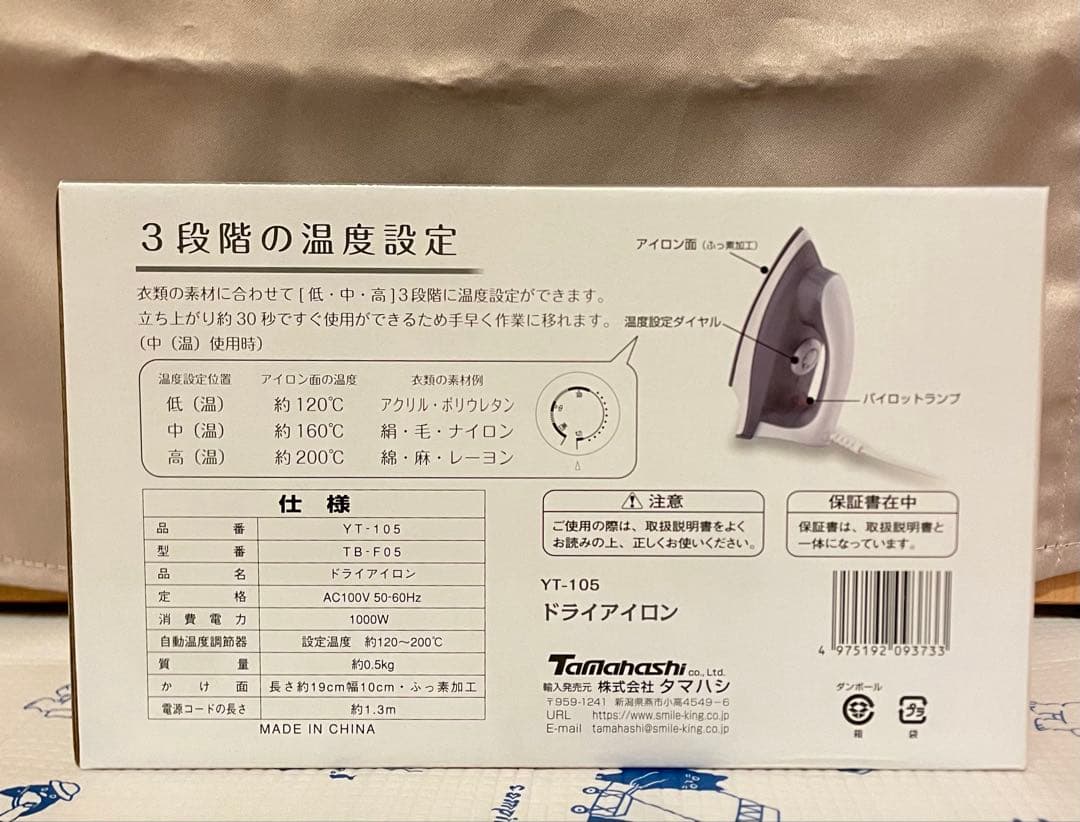 3段階の温度設定
衣類の素材に合わせて[低・中・高]3段階に温度設定ができます。
立ち上がり約30秒ですぐ使用ができるため手早く作業に移れます。
（中（温）使用時）
温度設定位置 アイロン面の温度 衣類の素材例
低（温） 約120℃ アクリル・ポリウレタン
中（温） 約160℃ 絹・毛・ナイロン
高（温） 約200℃ 綿・麻・レーヨン
アイロン面（ふっ素加工）
温度設定ダイヤル
パイロットランプ
仕様
品番 YT-105
型番 TB-F05
品名 ドライアイロン
定格 AC100V 50-60Hz
消費電力 1000W
自動温度調節器 設定温度 約120～200℃
質量 約0.5kg
かけ面 長さ約19cm幅10cm・ふっ素加工
電源コードの長さ 約1.3m
MADE IN CHINA
注意
ご使用の際は、取扱説明書をよく
お読みの上、正しくお使いください。
保証書在中
保証書は、取扱説明書と
一体になっています。
YT-105
ドライアイロン
4 975192 093733
Tamahashi co., Ltd.
輸入発売元 株式会社 タマハシ
〒959-1241 新潟県燕市小高4549-6
URL https://www.smile-king.co.jp
E-mail tamahashi@smile-king.co.jp
ダンボール
箱
プラ
袋